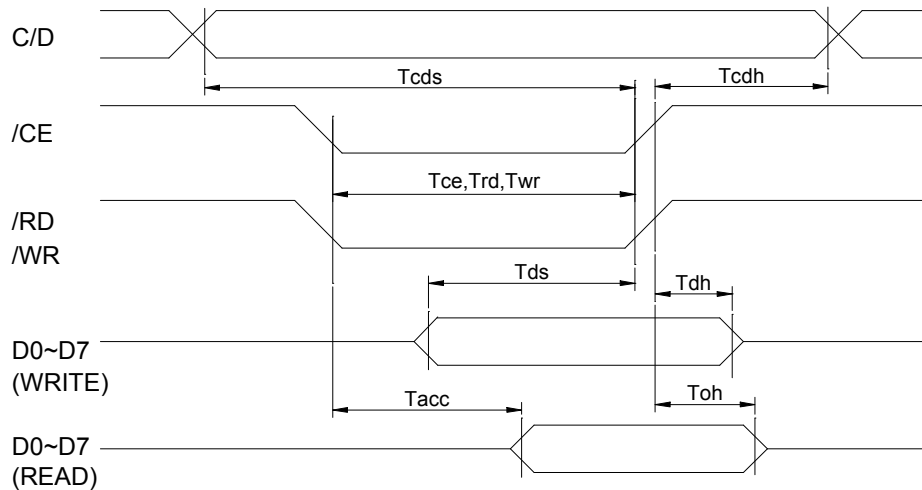 C/D
Tcds
Tcdh
/CE
Tce,Trd,Twr
/RD
/WR
Tds
Tdh
D0~D7
(WRITE)
Tacc
Toh
D0~D7
(READ)